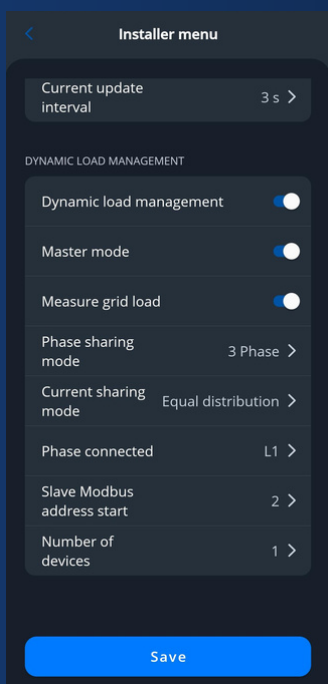 Installer menu
Current update
interval
3 s
DYNAMIC LOAD MANAGEMENT
Dynamic load management
Master mode
Measure grid load
Phase sharing
mode
3 Phase
Current sharing
mode
Equal distribution
Phase connected
L1
Slave Modbus
address start
2
Number of
devices
1
Save